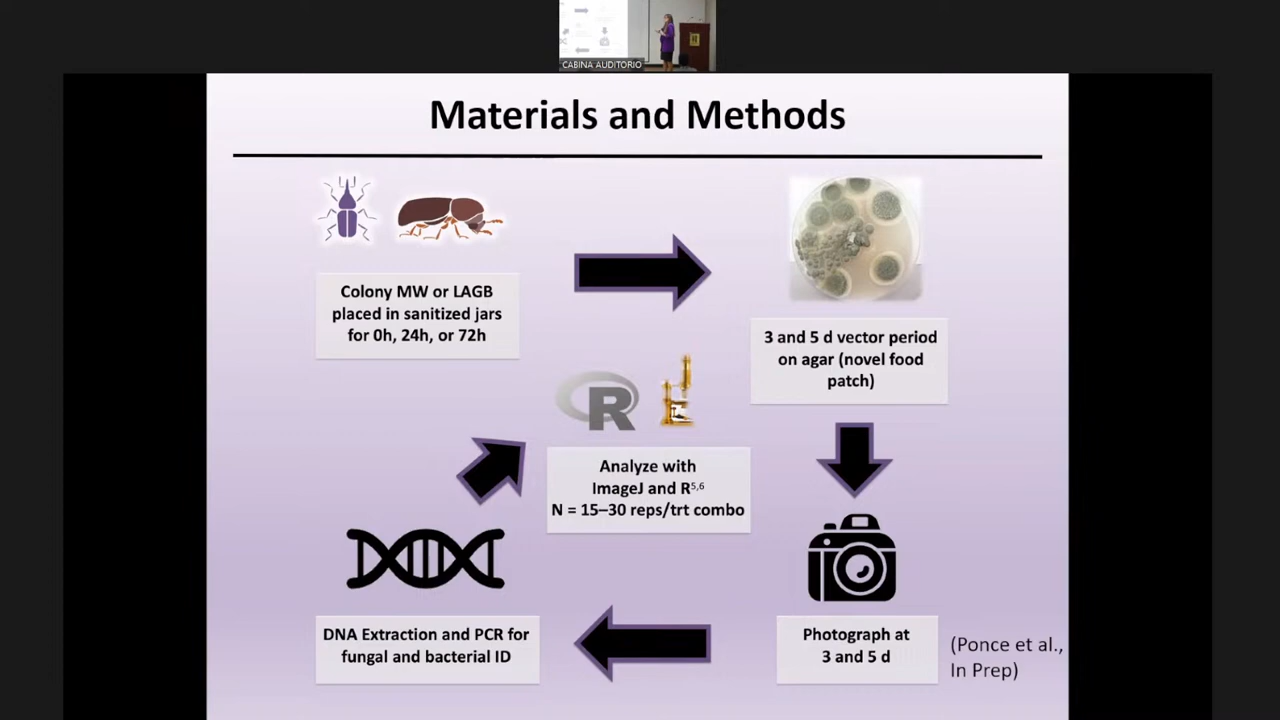 CABINA AUDITORIO
Materials and Methods
Colony MW or LAGB
placed in sanitized jars
for 0h, 24h, or 72h
3 and 5 d vector period
on agar (novel food
patch)
R
Analyze with
ImageJ and R5,6
N = 15–30 reps/trt combo
DNA Extraction and PCR for
fungal and bacterial ID
Photograph at
3 and 5 d
(Ponce et al.,
In Prep)